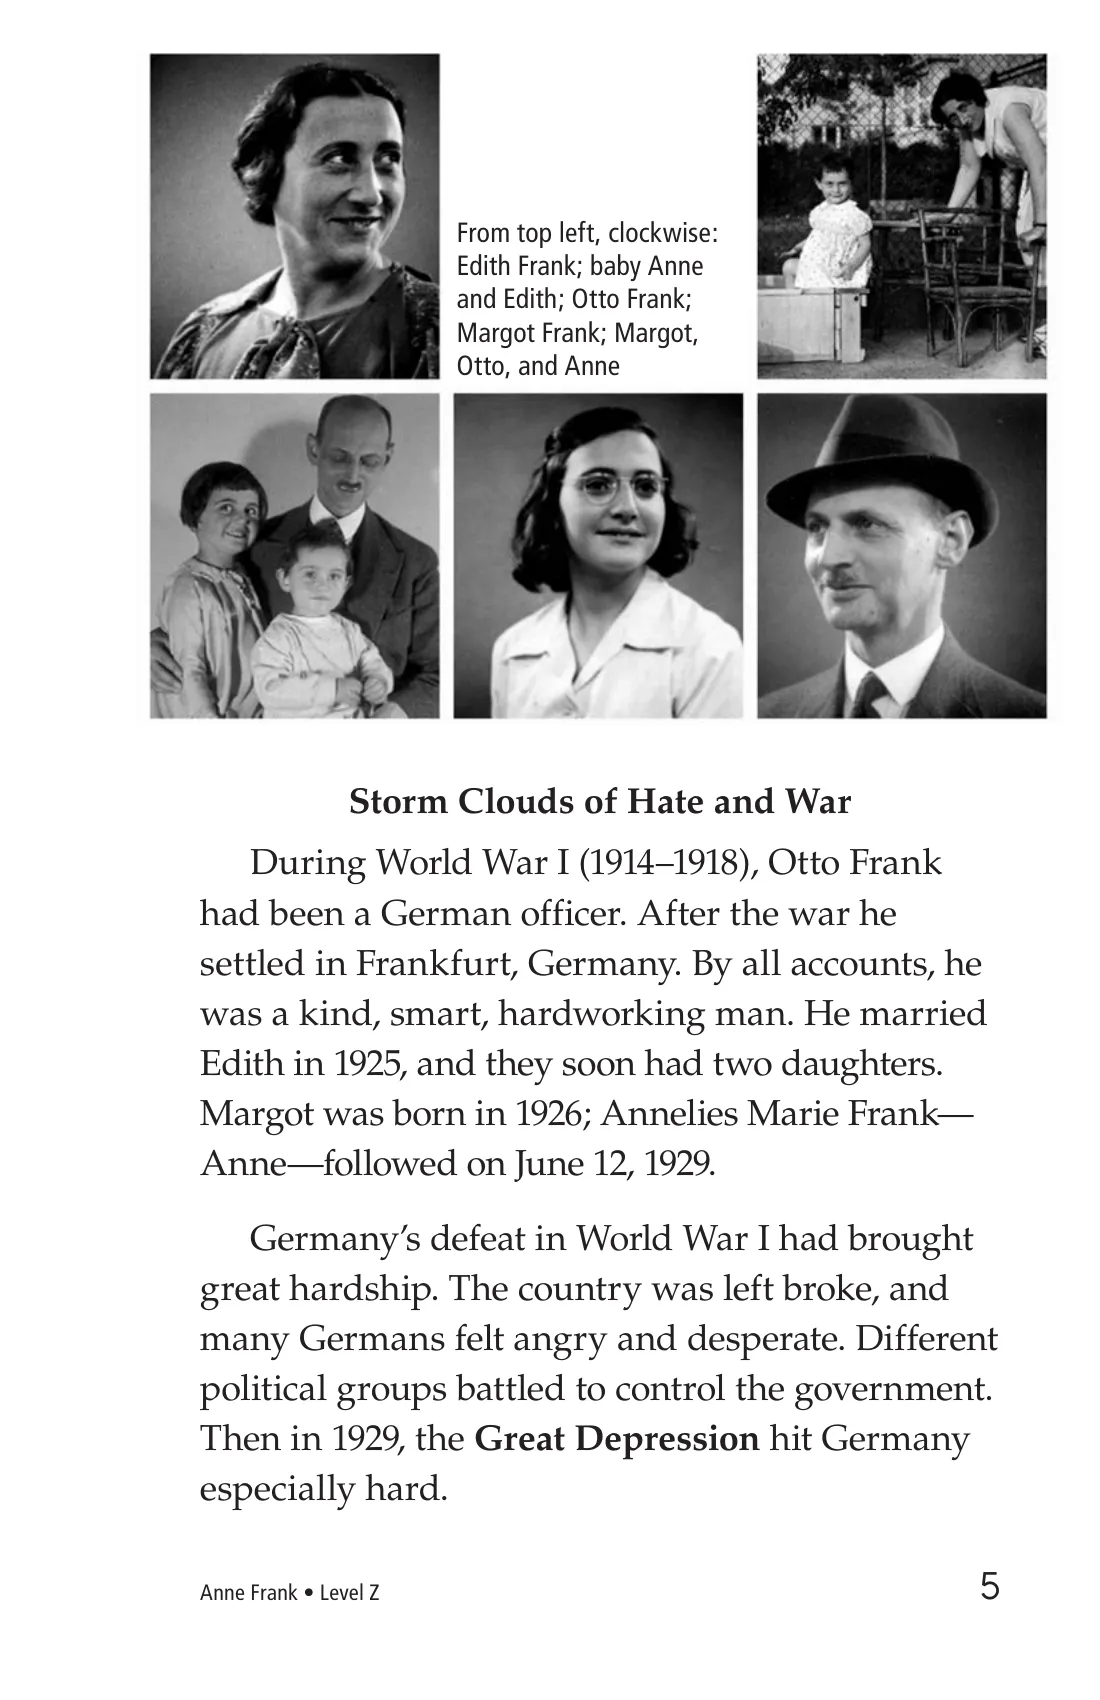 From top left, clockwise:
Edith Frank; baby Anne
and Edith; Otto Frank;
Margot Frank; Margot,
Otto, and Anne
Storm Clouds of Hate and War
During World War I (1914–1918), Otto Frank
had been a German officer. After the war he
settled in Frankfurt, Germany. By all accounts, he
was a kind, smart, hardworking man. He married
Edith in 1925, and they soon had two daughters.
Margot was born in 1926; Annelies Marie Frank—
Anne—followed on June 12, 1929.
Germany’s defeat in World War I had brought
great hardship. The country was left broke, and
many Germans felt angry and desperate. Different
political groups battled to control the government.
Then in 1929, the Great Depression hit Germany
especially hard.
Anne Frank • Level Z
5